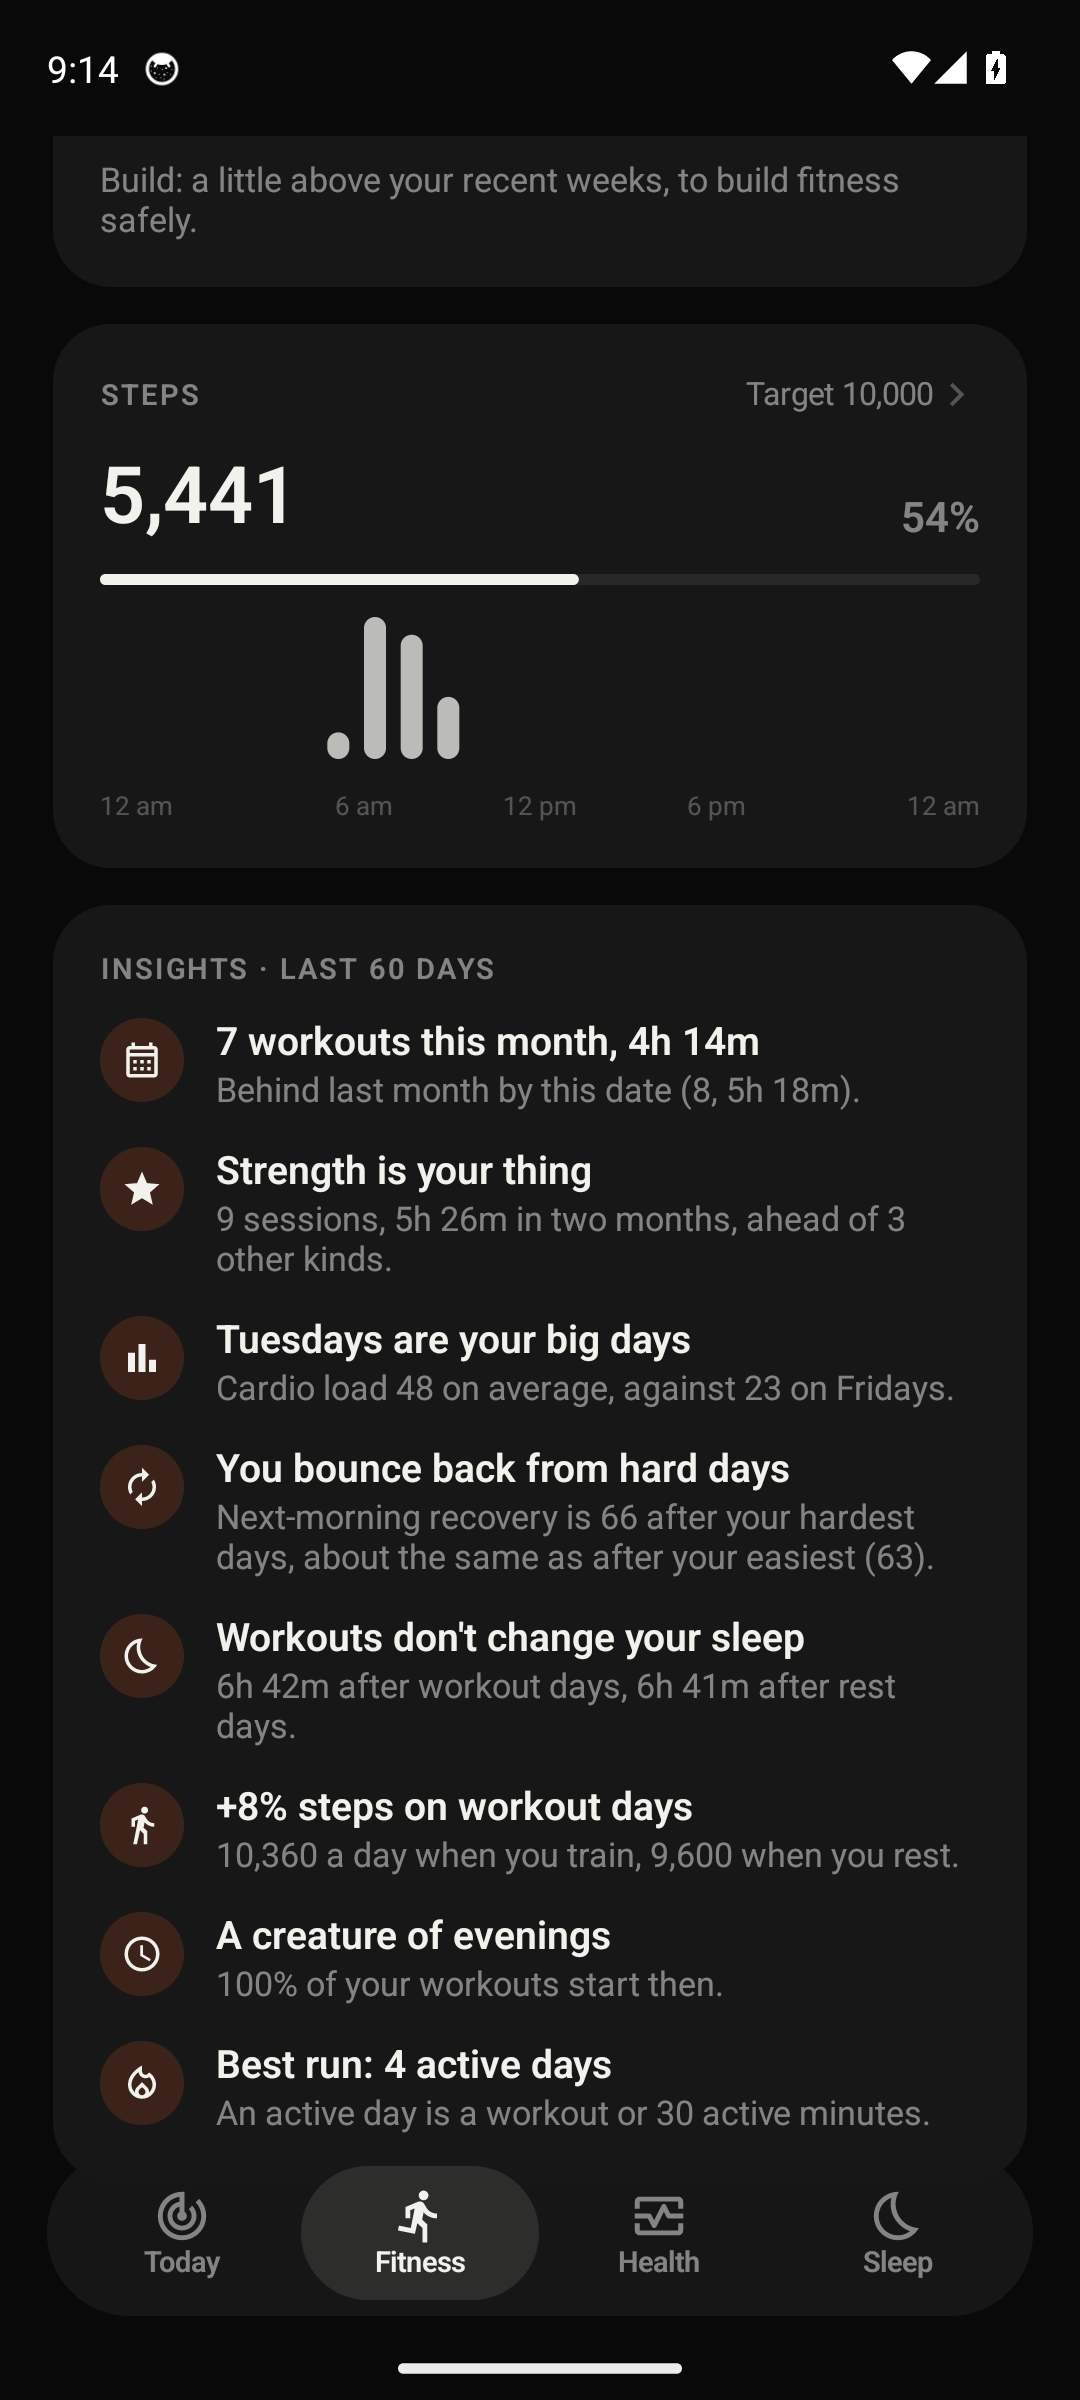 9:14
Build: a little above your recent weeks, to build fitness
safely.
STEPS
Target 10,000
5,441
54%
12 am
6 am
12 pm
6 pm
12 am
INSIGHTS · LAST 60 DAYS
7 workouts this month, 4h 14m
Behind last month by this date (8, 5h 18m).
Strength is your thing
9 sessions, 5h 26m in two months, ahead of 3
other kinds.
Tuesdays are your big days
Cardio load 48 on average, against 23 on Fridays.
You bounce back from hard days
Next-morning recovery is 66 after your hardest
days, about the same as after your easiest (63).
Workouts don't change your sleep
6h 42m after workout days, 6h 41m after rest
days.
+8% steps on workout days
10,360 a day when you train, 9,600 when you rest.
A creature of evenings
100% of your workouts start then.
Best run: 4 active days
An active day is a workout or 30 active minutes.
Today
Fitness
Health
Sleep